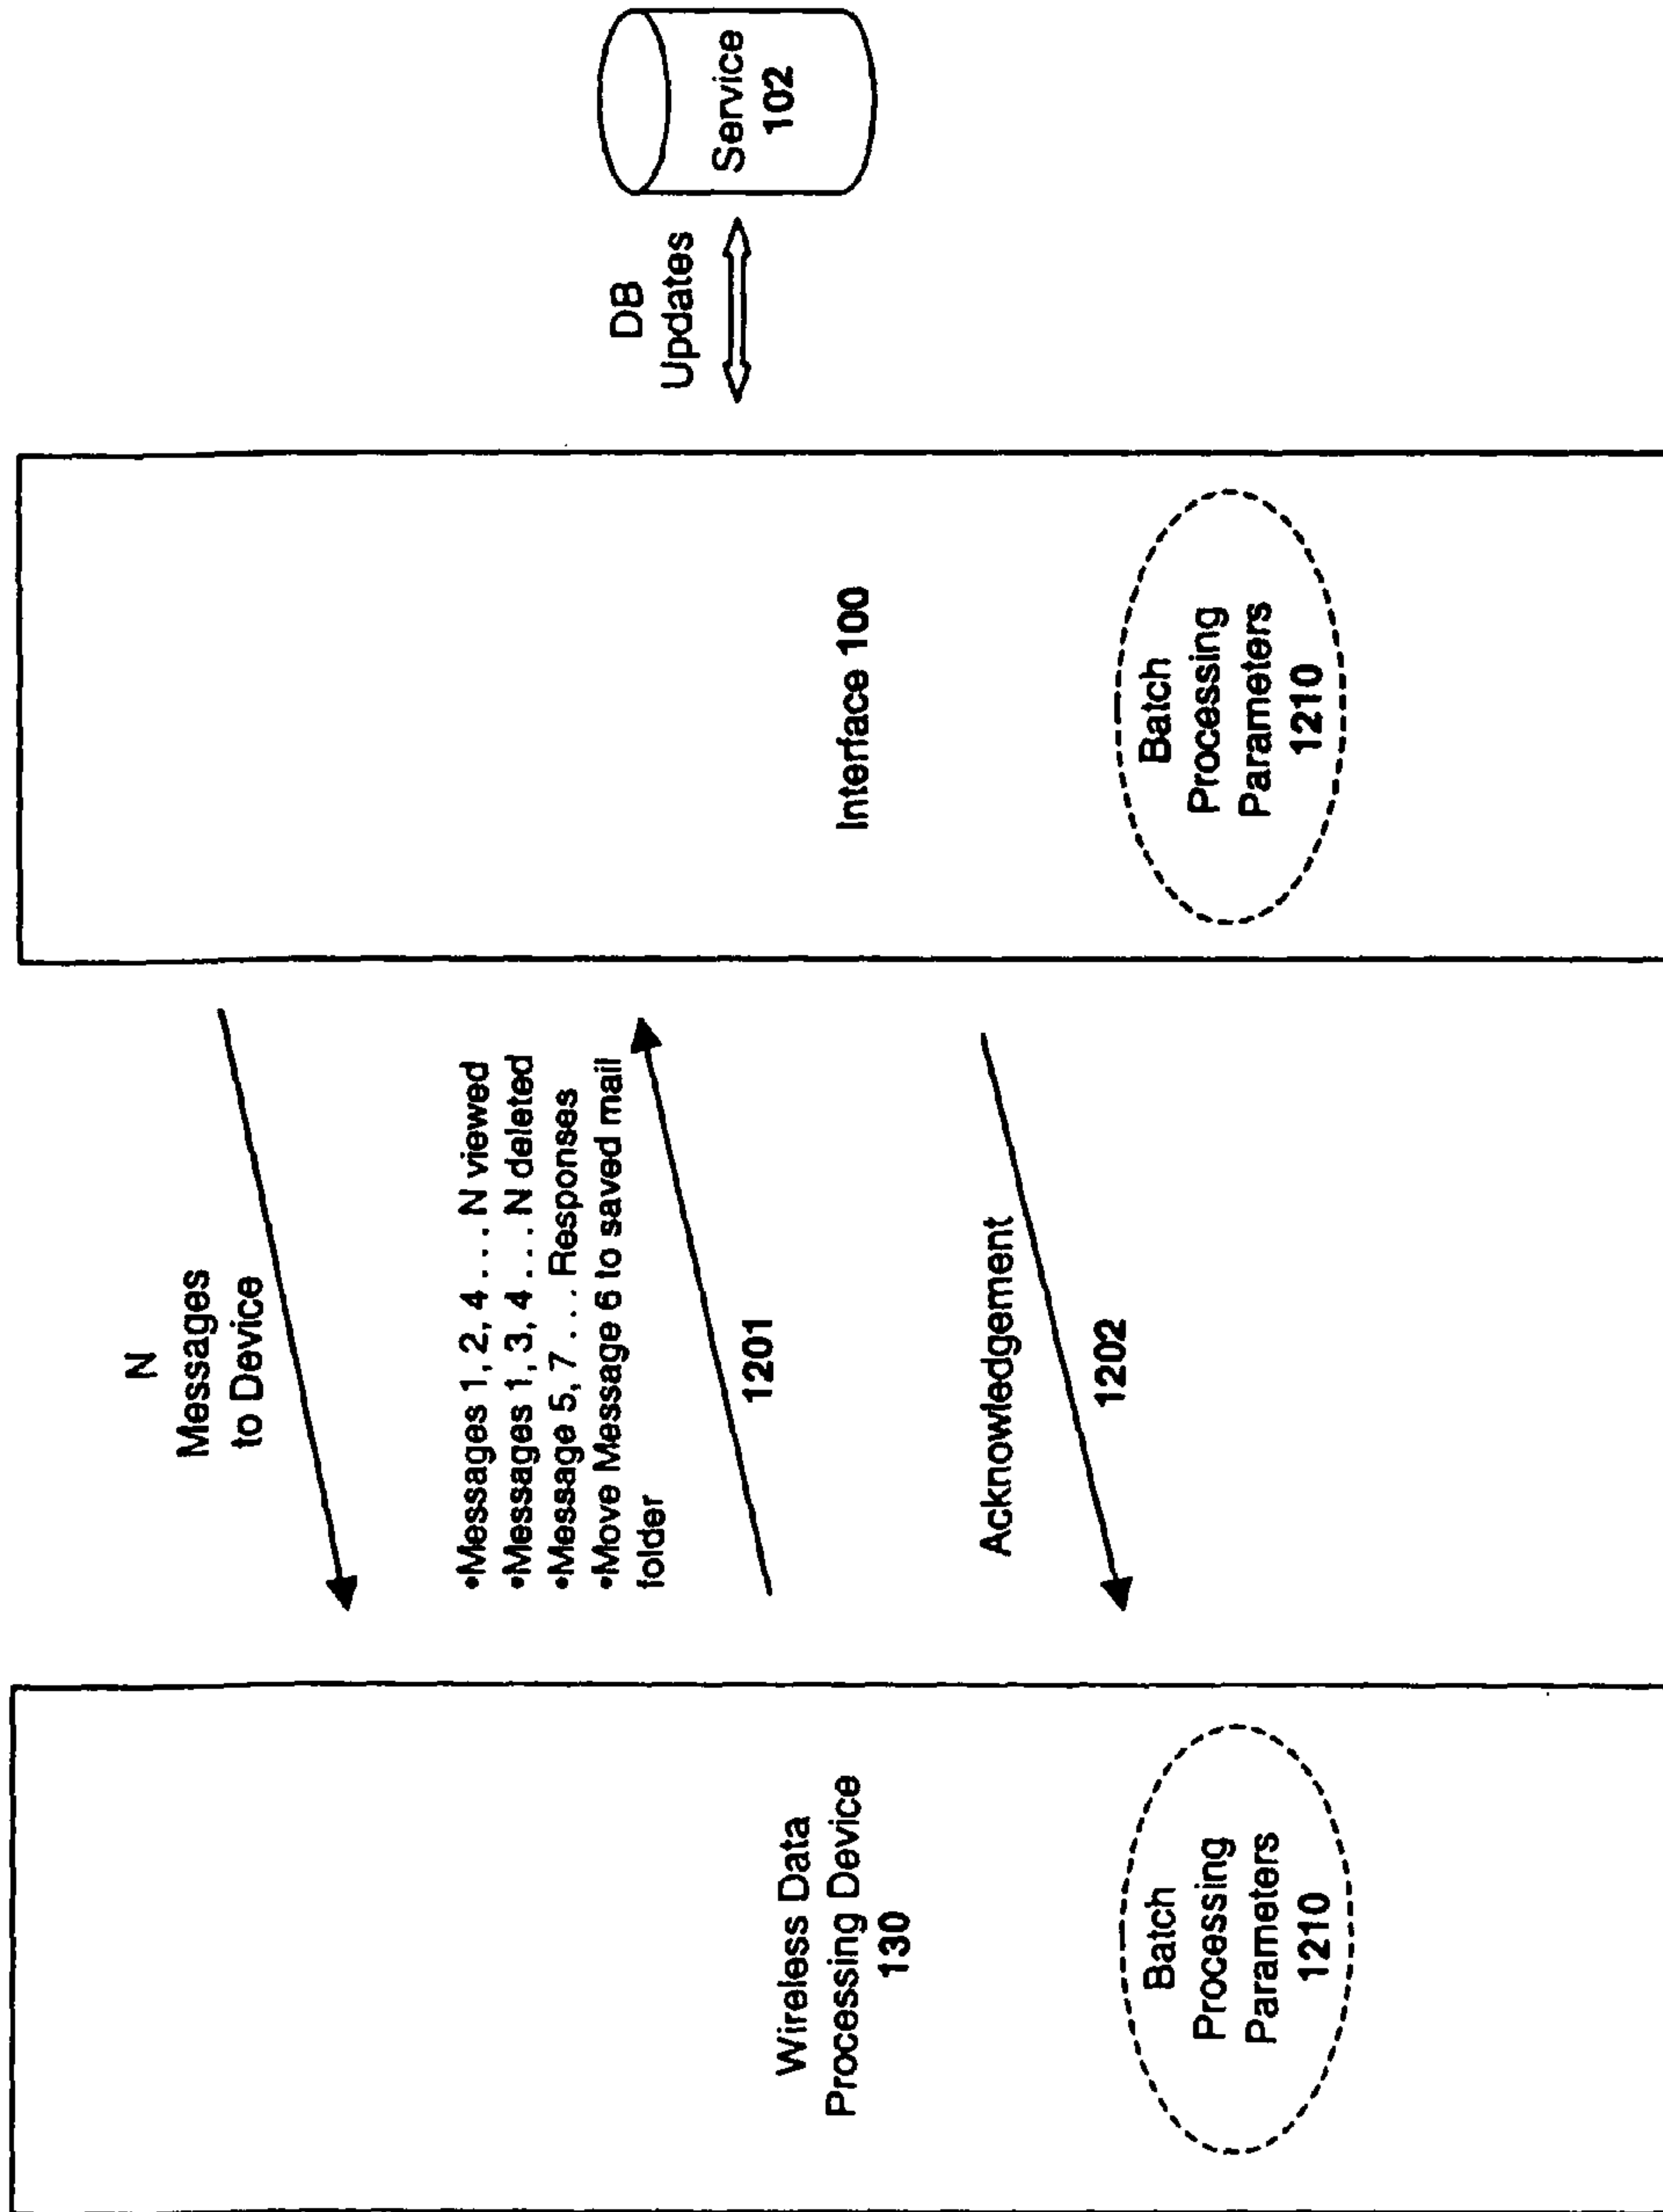 N
Messages
to Device
•Messages 1, 2, 4 . . . . N viewed
•Messages 1, 3, 4 . . . N deleted
•Message 5, 7 . . . Responses
•Move Message 6 to saved mail
folder
1201
Acknowledgement
1202
Wireless Data
Processing Device
130
Batch
Processing
Parameters
1210
Interface 100
Batch
Processing
Parameters
1210
DB
Updates
Service
102